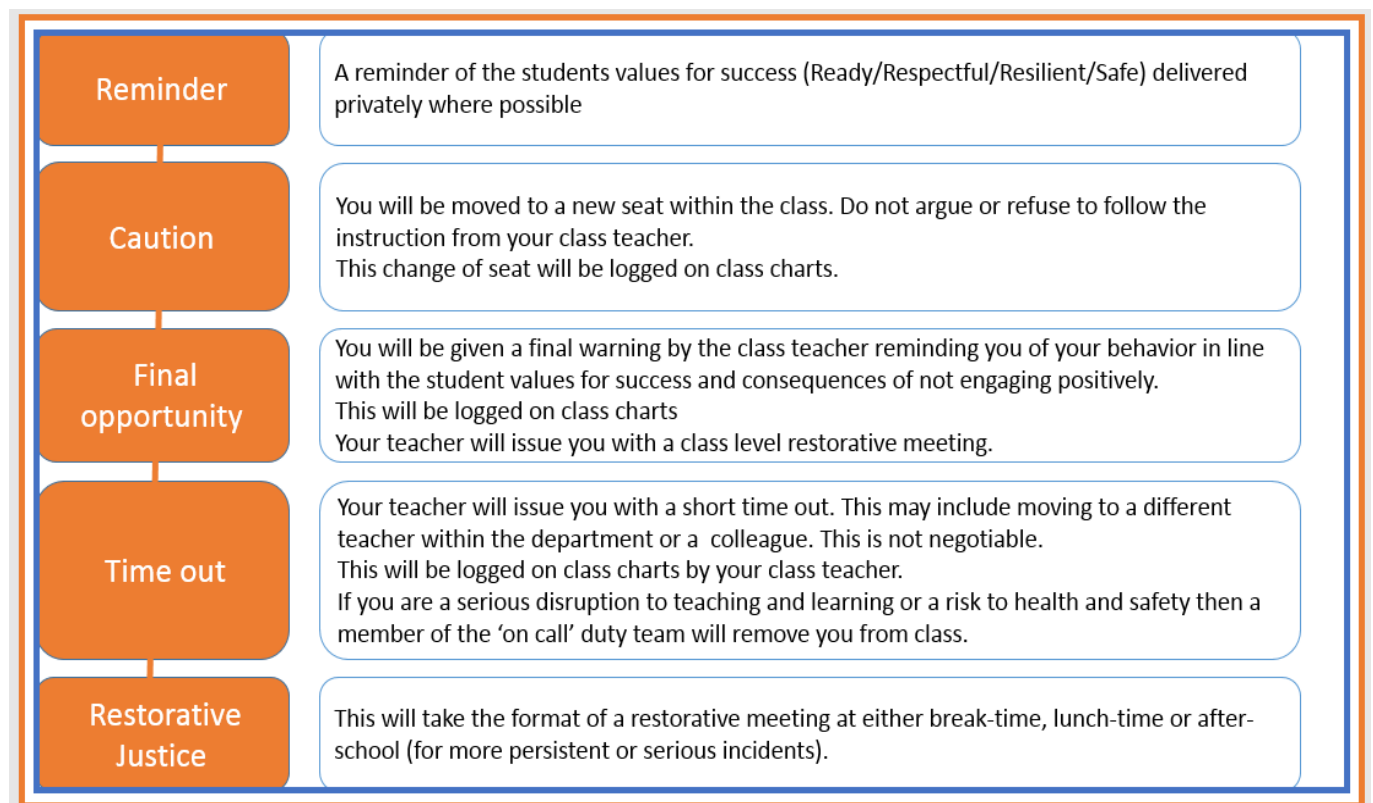 Reminder
A reminder of the students values for success (Ready/Respectful/Resilient/Safe) delivered
privately where possible
Caution
You will be moved to a new seat within the class. Do not argue or refuse to follow the
instruction from your class teacher.
This change of seat will be logged on class charts.
Final
opportunity
You will be given a final warning by the class teacher reminding you of your behavior in line
with the student values for success and consequences of not engaging positively.
This will be logged on class charts
Your teacher will issue you with a class level restorative meeting.
Time out
Your teacher will issue you with a short time out. This may include moving to a different
teacher within the department or a  colleague. This is not negotiable.
This will be logged on class charts by your class teacher.
If you are a serious disruption to teaching and learning or a risk to health and safety then a
member of the ‘on call’ duty team will remove you from class.
Restorative
Justice
This will take the format of a restorative meeting at either break-time, lunch-time or after-
school (for more persistent or serious incidents).